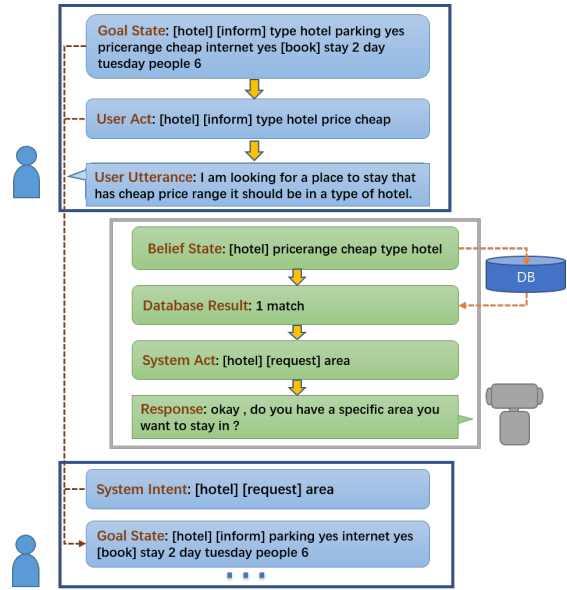 Goal State: [hotel] [inform] type hotel parking yes
pricerange cheap internet yes [book] stay 2 day
tuesday people 6
User Act: [hotel] [inform] type hotel price cheap
User Utterance: I am looking for a place to stay that
has cheap price range it should be in a type of hotel.
Belief State: [hotel] pricerange cheap type hotel
DB
Database Result: 1 match
System Act: [hotel] [request] area
Response: okay , do you have a specific area you
want to stay in ?
System Intent: [hotel] [request] area
Goal State: [hotel] [inform] parking yes internet yes
[book] stay 2 day tuesday people 6